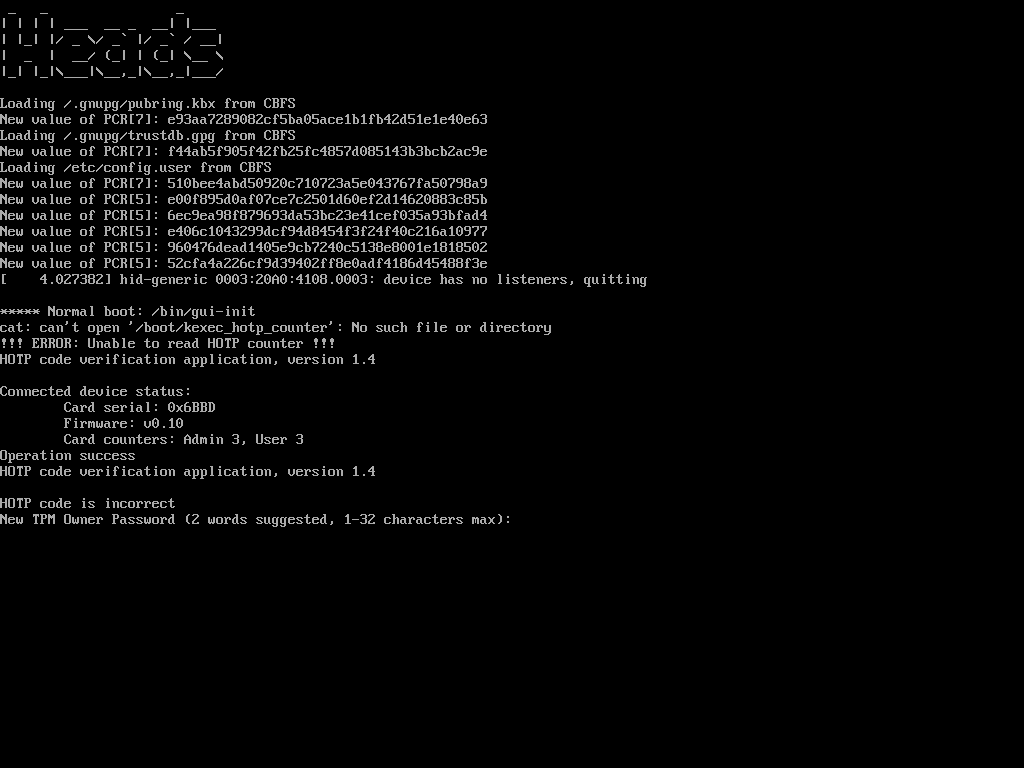 Heads
Loading /.gnupg/pubring.kbx from CBFS
New value of PCR[7]: e93aa7289082cf5ba05ace1b1fb42d51e1e40e63
Loading /.gnupg/trustdb.gpg from CBFS
New value of PCR[7]: f44ab5f905f42fb25fc4857d085143b3bcb2ac9e
Loading /etc/config.user from CBFS
New value of PCR[7]: 510bee4abd50920c710723a5e043767fa50798a9
New value of PCR[5]: e00f895d0af07ce7c2501d60ef2d14620883c85b
New value of PCR[5]: 6ec9ea98f879693da53bc23e41cef035a93bfad4
New value of PCR[5]: e406c1043299dcf94d8454f3f24f40c216a10977
New value of PCR[5]: 960476dead1405e9cb7240c5138e8001e1818502
New value of PCR[5]: 52cfa4a226cf9d39402ff8e0adf4186d45488f3e
[    4.027382] hid-generic 0003:20A0:4108.0003: device has no listeners, quitting
***** Normal boot: /bin/gui-init
cat: can't open '/boot/kexec_hotp_counter': No such file or directory
!!! ERROR: Unable to read HOTP counter !!!
HOTP code verification application, version 1.4
Connected device status:
Card serial: 0x6BBD
Firmware: v0.10
Card counters: Admin 3, User 3
Operation success
HOTP code verification application, version 1.4
HOTP code is incorrect
New TPM Owner Password (2 words suggested, 1-32 characters max):